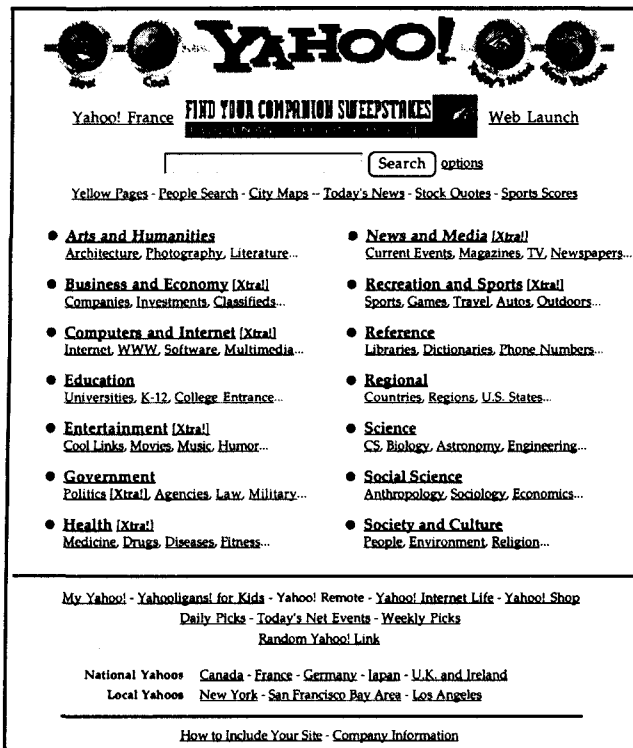 YAHOO!
New Cool Today's News More Yahoos
Yahoo! France FIND YOUR COMPANION SWEEPSTAKES Web Launch
Search options
Yellow Pages - People Search - City Maps -- Today's News - Stock Quotes - Sports Scores
Arts and Humanities
Architecture, Photography, Literature...
Business and Economy [Xtra!]
Companies, Investments, Classifieds...
Computers and Internet [Xtra!]
Internet, WWW, Software, Multimedia...
Education
Universities, K-12, College Entrance...
Entertainment [Xtra!]
Cool Links, Movies, Music, Humor...
Government
Politics [Xtra!], Agencies, Law, Military...
Health [Xtra!]
Medicine, Drugs, Diseases, Fitness...
News and Media [Xtra!]
Current Events, Magazines, TV, Newspapers...
Recreation and Sports [Xtra!]
Sports, Games, Travel, Autos, Outdoors...
Reference
Libraries, Dictionaries, Phone Numbers...
Regional
Countries, Regions, U.S. States...
Science
CS, Biology, Astronomy, Engineering...
Social Science
Anthropology, Sociology, Economics...
Society and Culture
People, Environment, Religion...
My Yahoo! - Yahooligans! for Kids - Yahoo! Remote - Yahoo! Internet Life - Yahoo! Shop
Daily Picks - Today's Net Events - Weekly Picks
Random Yahoo! Link
National Yahoos Canada - France - Germany - Japan - U.K. and Ireland
Local Yahoos New York - San Francisco Bay Area - Los Angeles
How to Include Your Site - Company Information